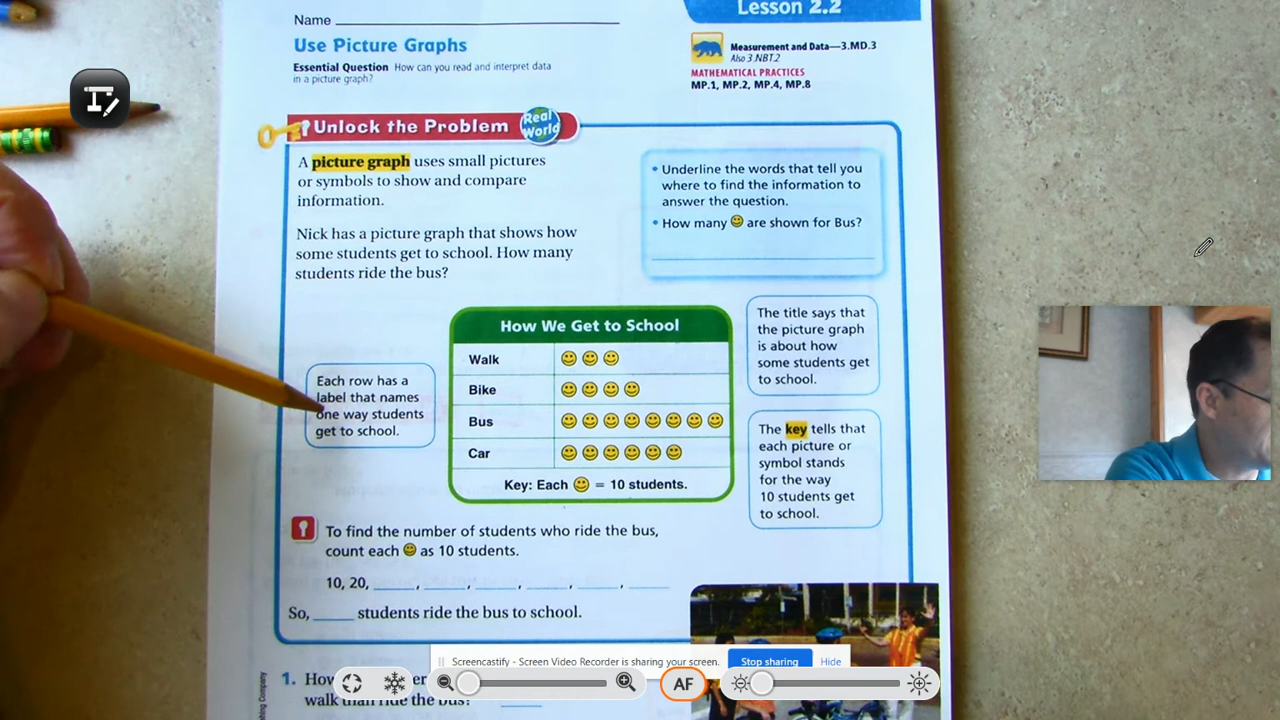 Lesson 2.2
Name
Use Picture Graphs
Essential Question How can you read and interpret data
in a picture graph?
Measurement and Data—3.MD.3
Also 3.NBT.2
MATHEMATICAL PRACTICES
MP.1, MP.2, MP.4, MP.8
Unlock the Problem
Real
World
A picture graph uses small pictures
or symbols to show and compare
information.
Nick has a picture graph that shows how
some students get to school. How many
students ride the bus?
• Underline the words that tell you
where to find the information to
answer the question.
• How many 😊 are shown for Bus?
How We Get to School
Walk
Bike
Bus
Car
Key: Each 😊 = 10 students.
Each row has a
label that names
one way students
get to school.
The title says that
the picture graph
is about how
some students get
to school.
The key tells that
each picture or
symbol stands
for the way
10 students get
to school.
To find the number of students who ride the bus,
count each 😊 as 10 students.
10, 20, ____, ____, ____, ____, ____, ____
So, ____ students ride the bus to school.
Screencastify - Screen Video Recorder is sharing your screen.
Stop sharing
Hide
1. How
walk than ride the bus?
AF